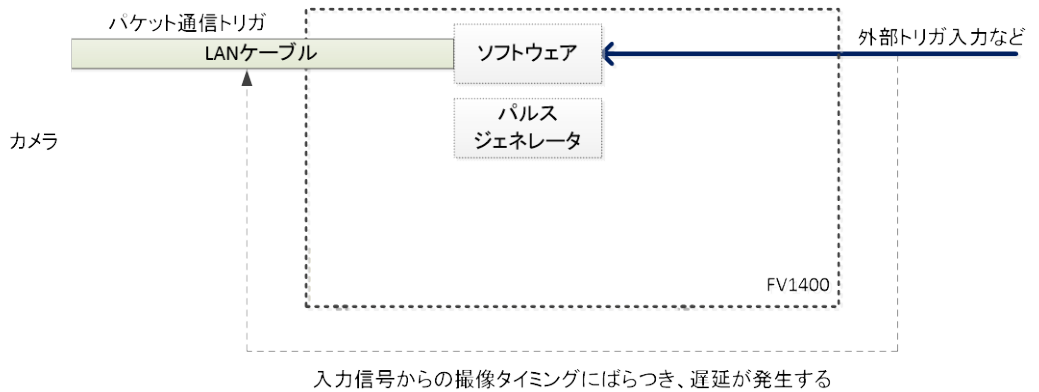 パケット通信トリガ
LANケーブル
ソフトウェア
外部トリガ入力など
パルス
ジェネレータ
カメラ
FV1400
入力信号からの撮像タイミングにばらつき、遅延が発生する